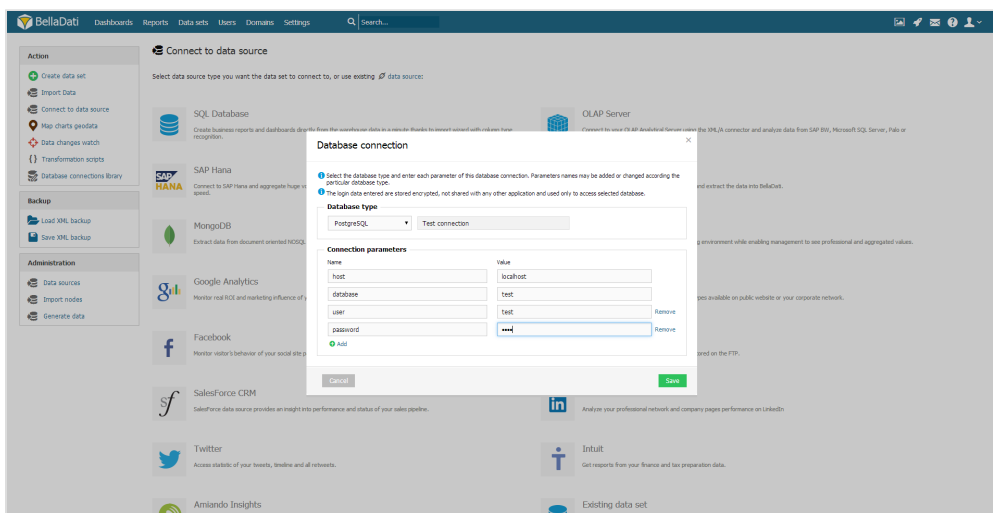 BellaDati Dashboards Reports Data sets Users Domains Settings Search...
Action
Create data set
Import Data
Connect to data source
Map charts geodata
Data changes watch
{} Transformation scripts
Database connections library
Backup
Load XML backup
Save XML backup
Administration
Data sources
Import nodes
Generate data
Connect to data source
Select data source type you want the data set to connect to, or use existing data source:
SQL Database
Create business reports and dashboards directly from the warehouse data in a minute thanks to import wizard with column type
recognition.
OLAP Server
Connect to your OLAP Analytical Server using the XML/A connector and analyze data from SAP BW, Microsoft SQL Server, Palo or
SAP HANA
SAP Hana
Connect to SAP Hana and aggregate huge
speed.
and extract the data into BellaDati.
MongoDB
Extract data from document oriented NOSQL
environment while enabling management to see professional and aggregated values.
Google Analytics
Monitor real ROI and marketing influence of
available on public website or your corporate network.
Facebook
Monitor visitor's behavior of your social site
on the FTP.
SalesForce CRM
SalesForce data source provides an insight into performance and status of your sales pipeline.
Analyze your professional network and company pages performance on LinkedIn
Twitter
Access statistic of your tweets, timeline and all retweets.
Intuit
Get resports from your finance and tax preparation data.
Amiando Insights
Existing data set
Database connection
Select the database type and enter each parameter of this database connection. Parameters names may be added or changed according the
particular database type.
The login data entered are stored encrypted, not shared with any other application and used only to access selected database.
Database type
PostgreSQL Test connection
Connection parameters
Name Value
host localhost
database test
user test Remove
password •••• Remove
Add
Cancel Save